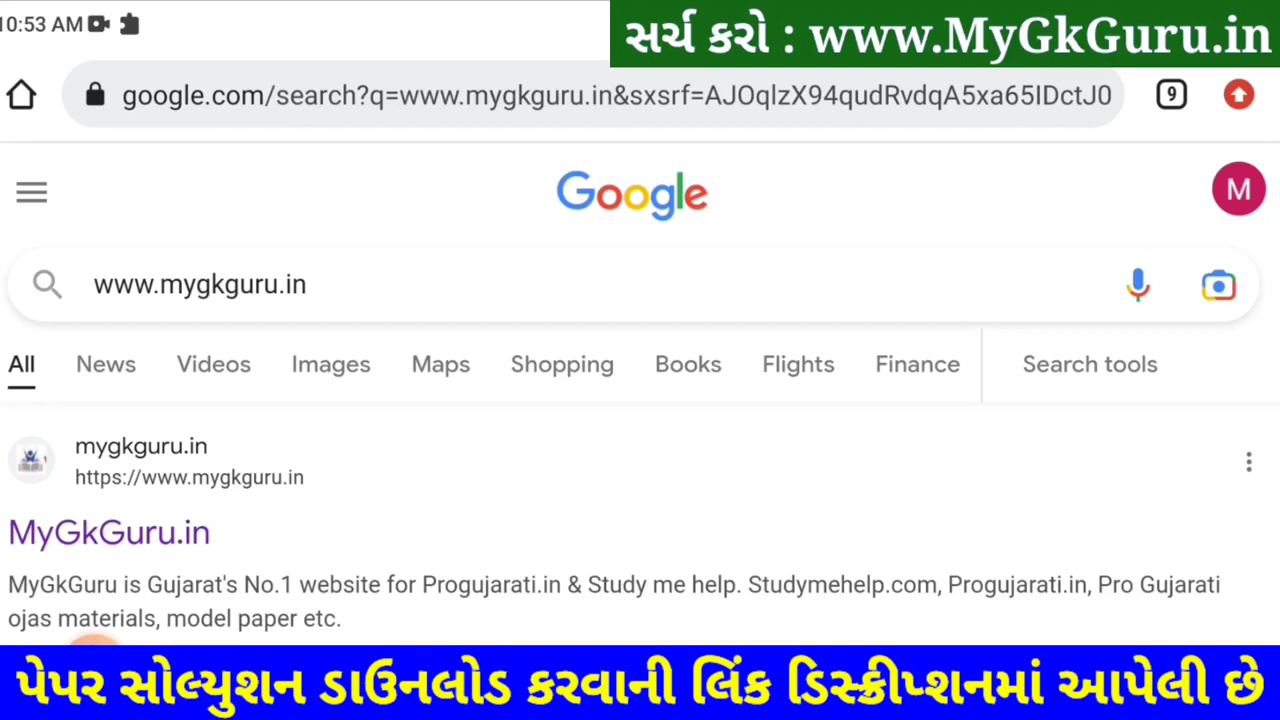 10:53 AM
સર્ચ કરો : www.MyGkGuru.in
google.com/search?q=www.mygkguru.in&sxsrf=AJOqlzX94qudRvdqA5xa65IDctJ0
9
Google
M
www.mygkguru.in
All News Videos Images Maps Shopping Books Flights Finance Search tools
mygkguru.in
https://www.mygkguru.in
MyGkGuru.in
MyGkGuru is Gujarat's No.1 website for Progujarati.in & Study me help. Studymehelp.com, Progujarati.in, Pro Gujarati
ojas materials, model paper etc.
પેપર સોલ્યુશન ડાઉનલોડ કરવાની લિંક ડિસ્ક્રીપ્શનમાં આપેલી છે